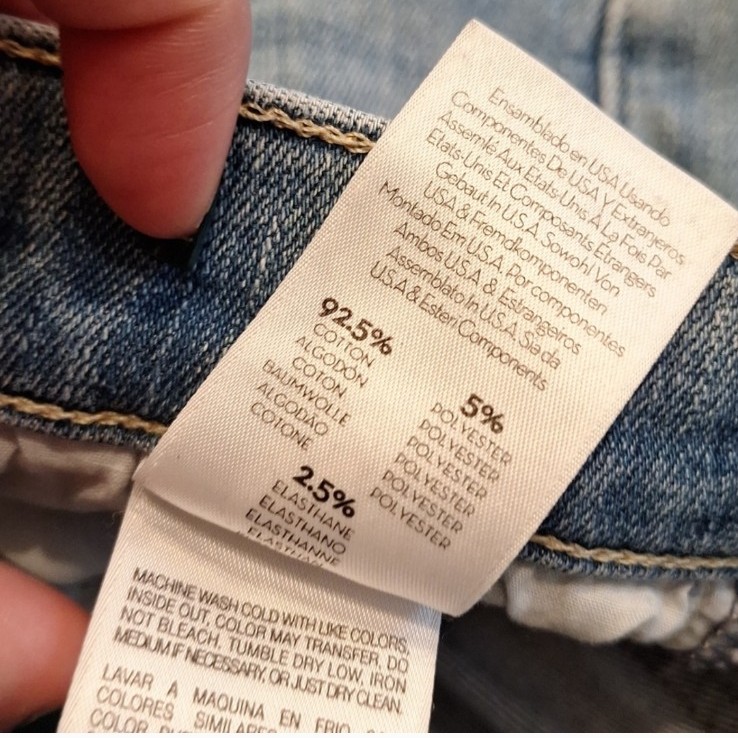 Ensamblado en USA Usando
Componentes De USA Y Extranjeros
Assemlé Aux Etats Unis À La Fois Par
Etats-Unis Et Composants Etrangers
Gebaut In U.S.A. Sowohl Von
USA & Fremdkomponenten
Montado Em U.S.A. Por componentes
Ambos U.S.A. & Estrangeiros
Assemblato In U.S.A. Sia da
U.S.A & Esteri Components
92.5%
COTTON
ALGODÓN
COTON
BAUMWOLLE
ALGODÃO
COTONE
5%
POLYESTER
POLYESTER
POLYESTER
POLYESTER
POLYESTER
POLYESTER
2.5%
ELASTHANE
ELASTHANO
ELASTHANNE
MACHINE WASH COLD WITH LIKE COLORS,
INSIDE OUT, COLOR MAY TRANSFER, DO
NOT BLEACH, TUMBLE DRY LOW, IRON
MEDIUM IF NECESSARY, OR JUST DRY CLEAN.
LAVAR A MAQUINA EN FRIO
COLORES SIMILARES
COLOR